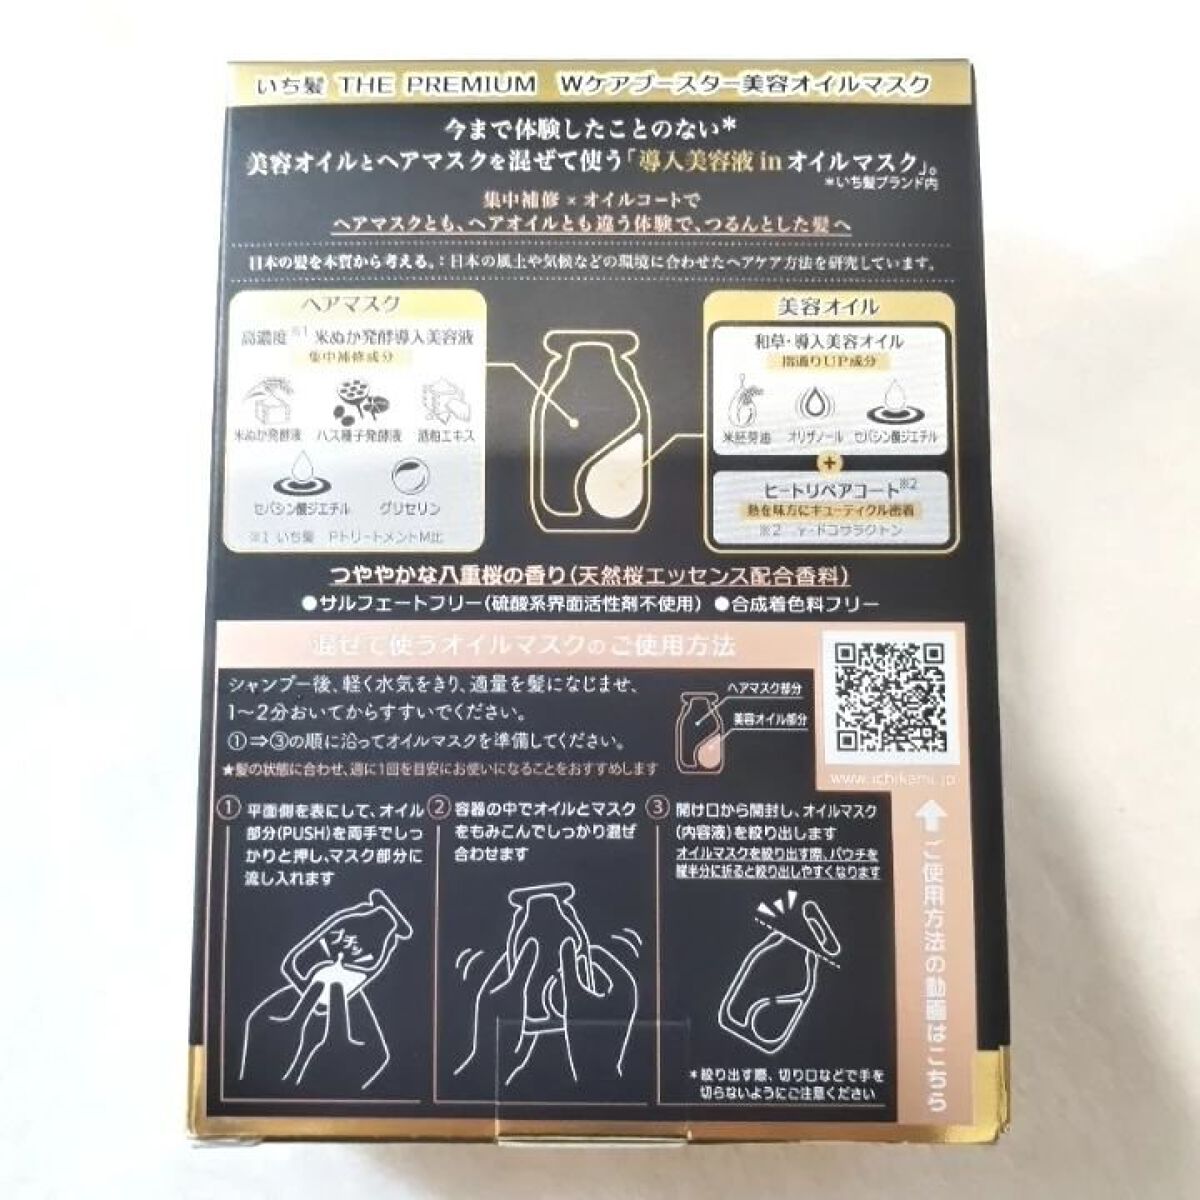 いち髪 THE PREMIUM Wケアブースター美容オイルマスク
今まで体験したことのない*
美容オイルとヘアマスクを混ぜて使う「導入美容液inオイルマスク」。
*いち髪ブランド内
集中補修×オイルコートで
ヘアマスクとも、ヘアオイルとも違う体験で、つるんとした髪へ
日本の髪を本質から考える。:日本の風土や気候などの環境に合わせたヘアケア方法を研究しています。
ヘアマスク
高濃度※1 米ぬか発酵導入美容液
集中補修成分
米ぬか発酵液 ハス種子発酵液 酒粕エキス
セバシン酸ジエチル グリセリン
※1 いち髪 PトリートメントM比
美容オイル
和草・導入美容オイル
指通りUP成分
米胚芽油 オリザノール セバシン酸ジエチル
+
ヒートリペアコート※2
熱を味方にキューティクル密着
※2 γ-ドコサラクトン
つややかな八重桜の香り(天然桜エッセンス配合香料)
●サルフェートフリー(硫酸系界面活性剤不使用) ●合成着色料フリー
混ぜて使うオイルマスクのご使用方法
シャンプー後、軽く水気をきり、適量を髪になじませ、
1〜2分おいてからすすいでください。
①⇒③の順に沿ってオイルマスクを準備してください。
★髪の状態に合わせ、週に1回を目安にお使いになることをおすすめします
ヘアマスク部分
美容オイル部分
www.ichikami.jp
ご使用方法の動画はこちら
① 平面側を表にして、オイル
部分(PUSH)を両手でしっ
かりと押し、マスク部分に
流し入れます
プチッ
② 容器の中でオイルとマスク
をもみこんでしっかり混ぜ
合わせます
③ 開け口から開封し、オイルマスク
(内容液)を絞り出します
オイルマスクを絞り出す際、パウチを
縦半分に折ると絞り出しやすくなります
*絞り出す際、切り口などで手を
切らないようにご注意ください